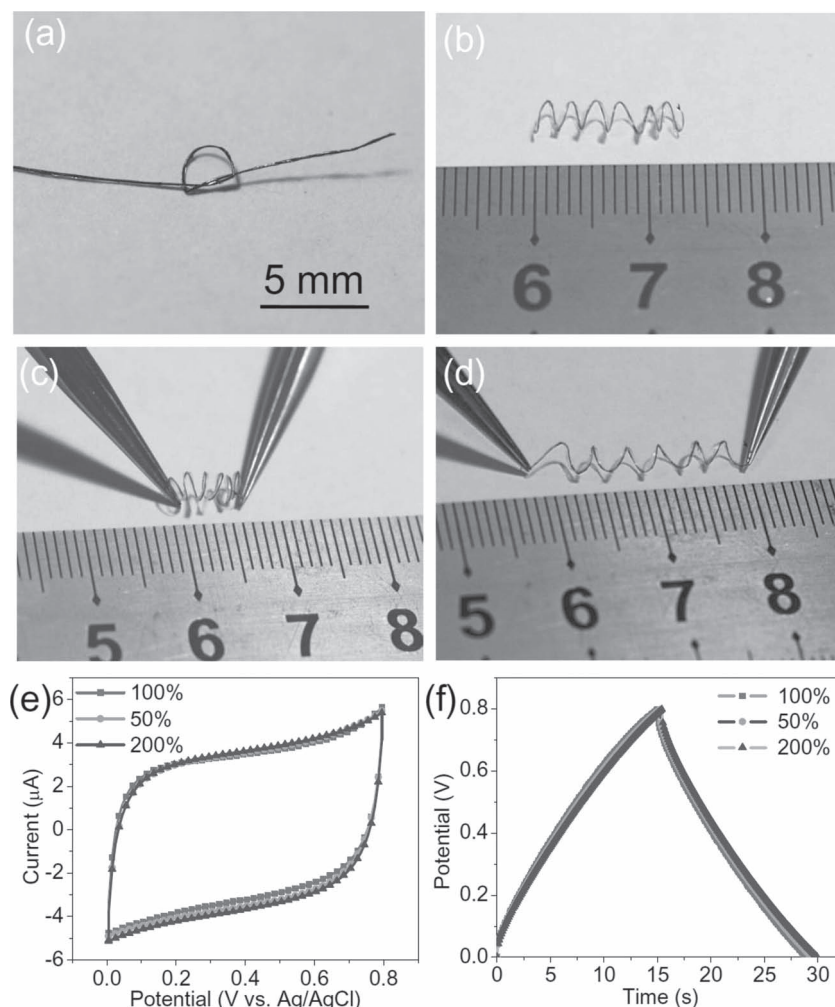 (a)
5 mm
(b)
6 7 8
(c)
5 6 7 8
(d)
5 6 7 8
(e)
100%
50%
200%
6
4
2
0
-2
-4
-6
Current (μA)
0.0 0.2 0.4 0.6 0.8
Potential (V vs. Ag/AgCl)
(f)
100%
50%
200%
0.8
0.6
0.4
0.2
0.0
Potential (V)
0 5 10 15 20 25 30
Time (s)